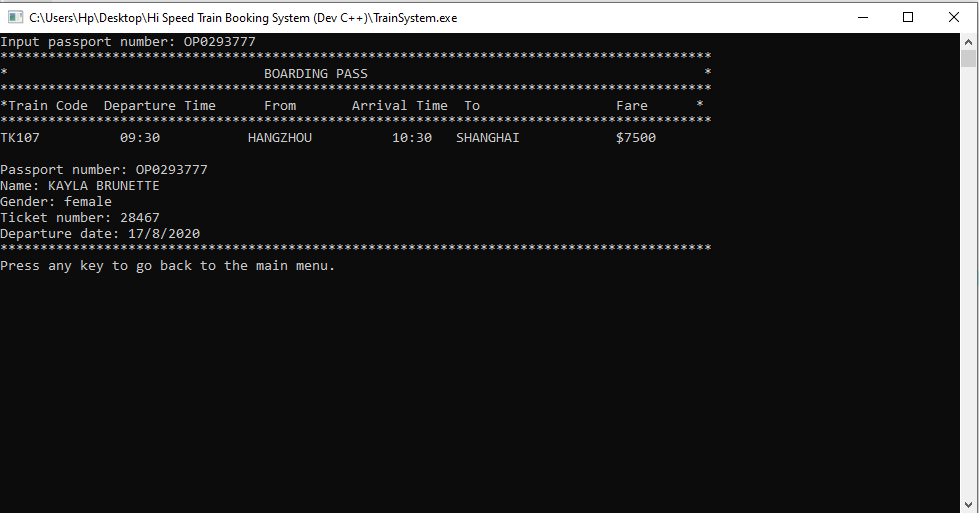 C:\Users\Hp\Desktop\Hi Speed Train Booking System (Dev C++)\TrainSystem.exe
Input passport number: OP0293777
*****************************************************************************************
*                                BOARDING PASS                                          *
*****************************************************************************************
*Train Code  Departure Time      From       Arrival Time  To                 Fare      *
*****************************************************************************************
TK107          09:30           HANGZHOU          10:30   SHANGHAI            $7500
Passport number: OP0293777
Name: KAYLA BRUNETTE
Gender: female
Ticket number: 28467
Departure date: 17/8/2020
*****************************************************************************************
Press any key to go back to the main menu.